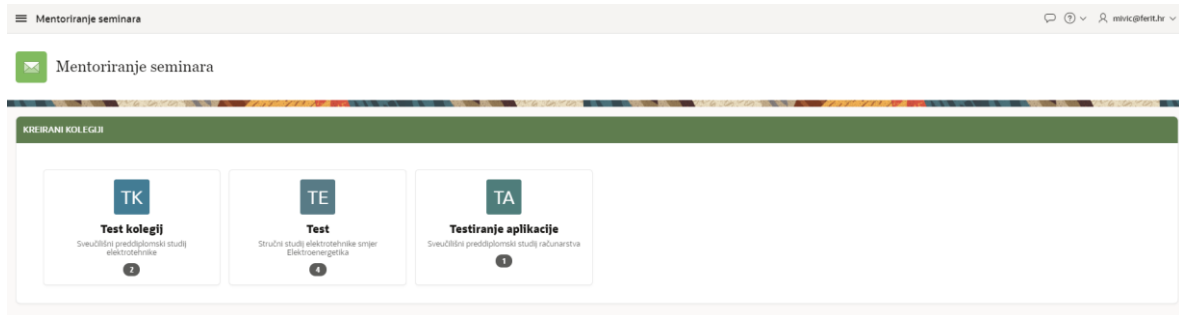 Mentoriranje seminara
mivic@ferit.hr
Mentoriranje seminara
KREIRANI KOLEGIJI
TK
Test kolegij
Sveučilišni preddiplomski studij
elektrotehnike
2
TE
Test
Stručni studij elektrotehnike smjer
Elektroenergetika
4
TA
Testiranje aplikacije
Sveučilišni preddiplomski studij računarstva
1